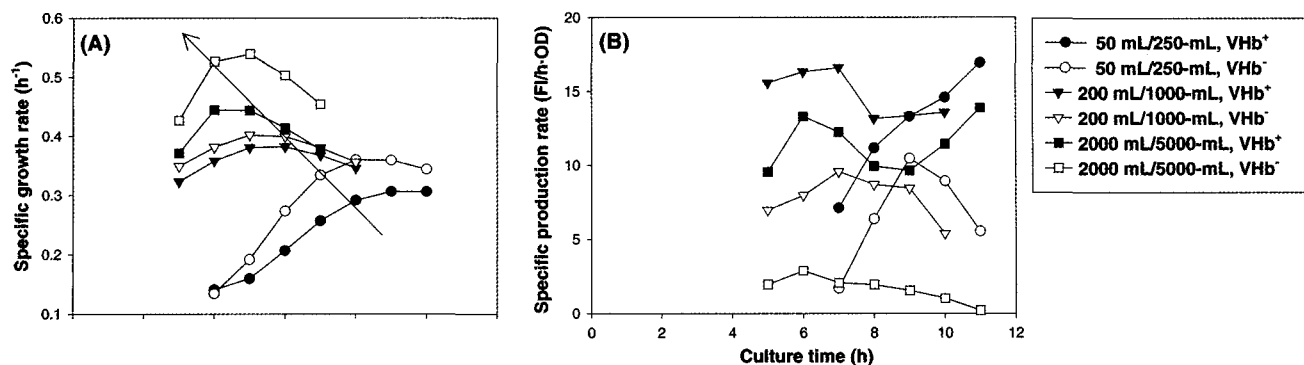 (A)
Specific growth rate (h⁻¹)
0.6
0.5
0.4
0.3
0.2
0.1
(B)
Specific production rate (FI/h·OD)
20
15
10
5
0
0 2 4 6 8 10 12
Culture time (h)
50 mL/250-mL, VHb⁺
50 mL/250-mL, VHb⁻
200 mL/1000-mL, VHb⁺
200 mL/1000-mL, VHb⁻
2000 mL/5000-mL, VHb⁺
2000 mL/5000-mL, VHb⁻